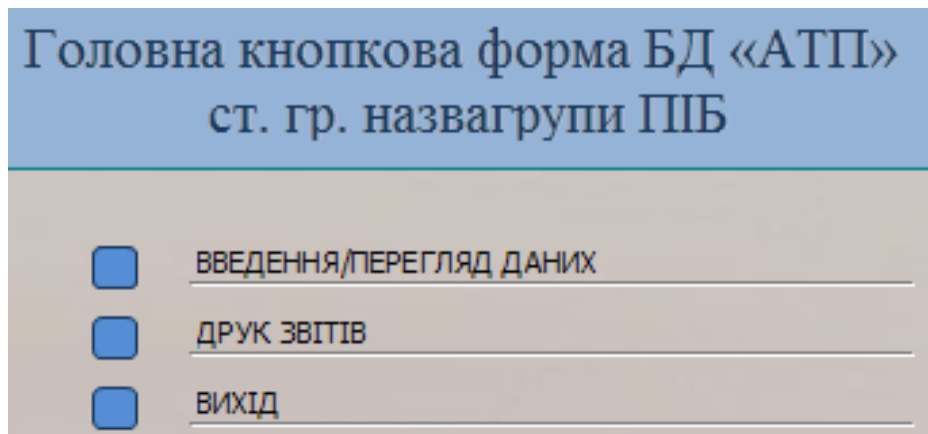 Головна кнопкова форма БД «АТП»
ст. гр. назвагрупи ПІБ
ВВЕДЕННЯ/ПЕРЕГЛЯД ДАНИХ
ДРУК ЗВІТІВ
ВИХІД